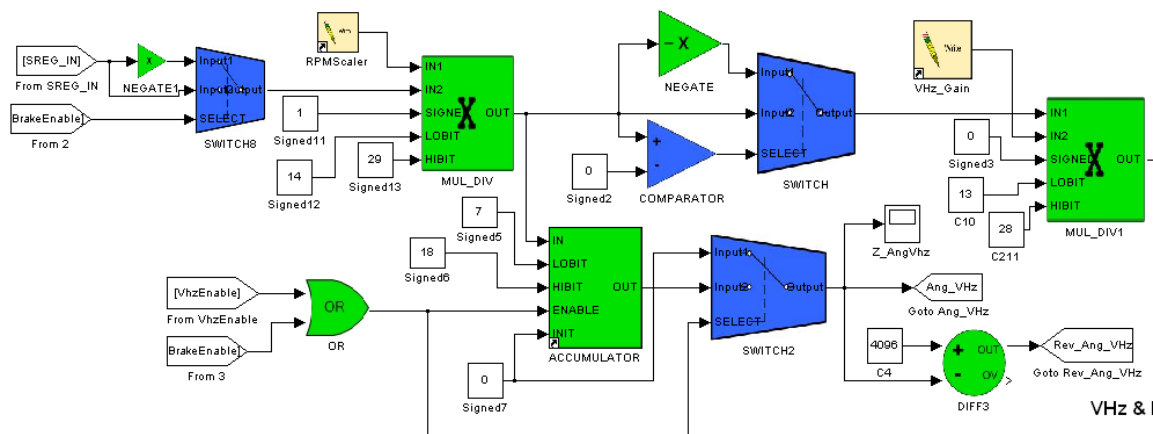 [SREG_IN]
From SREG_IN
X
NEGATE1
Input1
Input
Output
SELECT
SWITCH8
BrakeEnable]
From 2
RPMScaler
1
Signed11
14
Signed12
29
Signed13
IN1
IN2
SIGNED
LOBIT
HIBIT
X
OUT
MUL_DIV
- X
NEGATE
0
Signed2
+
-
COMPARATOR
Input1
Input2
Output
SELECT
SWITCH
Write
VHz_Gain
0
Signed3
13
C10
28
C211
IN1
IN2
SIGNED
LOBIT
HIBIT
X
OUT
MUL_DIV1
7
Signed5
18
Signed6
IN
LOBIT
HIBIT
ENABLE
INIT
OUT
ACCUMULATOR
0
Signed7
[VhzEnable]
From VhzEnable
BrakeEnable]
From 3
OR
OR
Input1
Input2
Output
SELECT
SWITCH2
Z_AngVhz
Ang_VHz
Goto Ang_VHz
4096
C4
+
-
OUT
OV
DIFF3
Rev_Ang_VHz
Goto Rev_Ang_VHz
VHz &